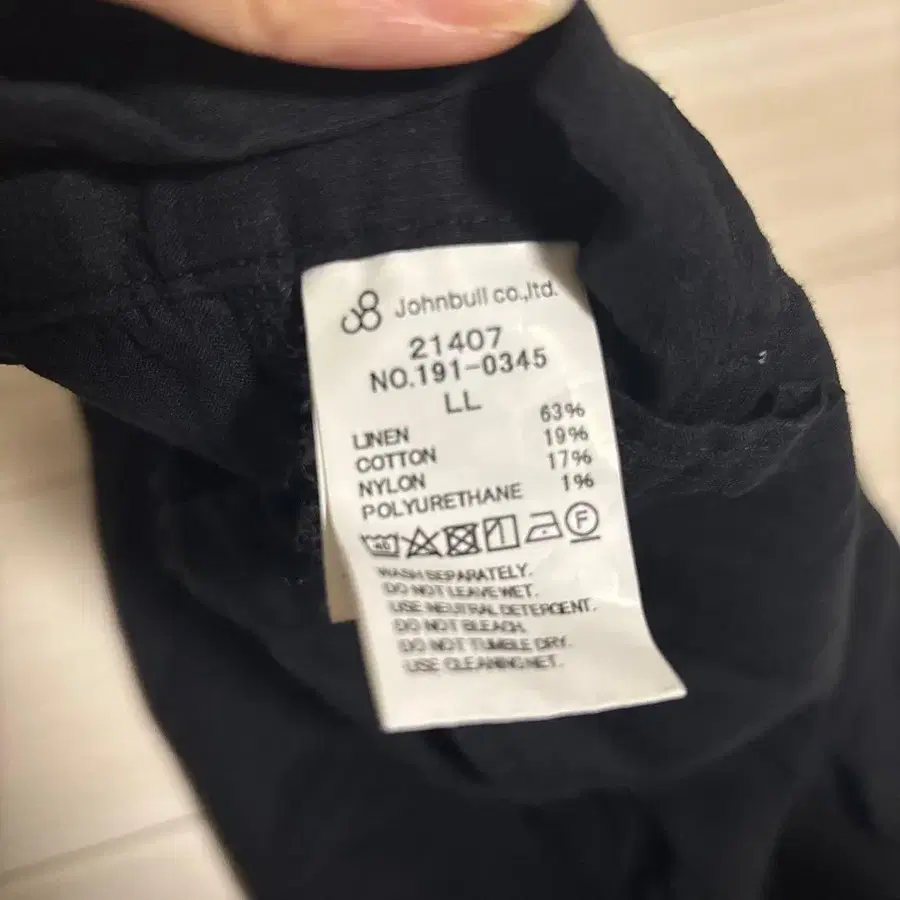 Johnbull co.,ltd.
21407
NO.191-0345
LL
LINEN 63%
COTTON 19%
NYLON 17%
POLYURETHANE 1%
40 F
WASH SEPARATELY.
DO NOT LEAVE WET.
USE NEUTRAL DETERGENT.
DO NOT BLEACH.
DO NOT TUMBLE DRY.
USE CLEANING NET.